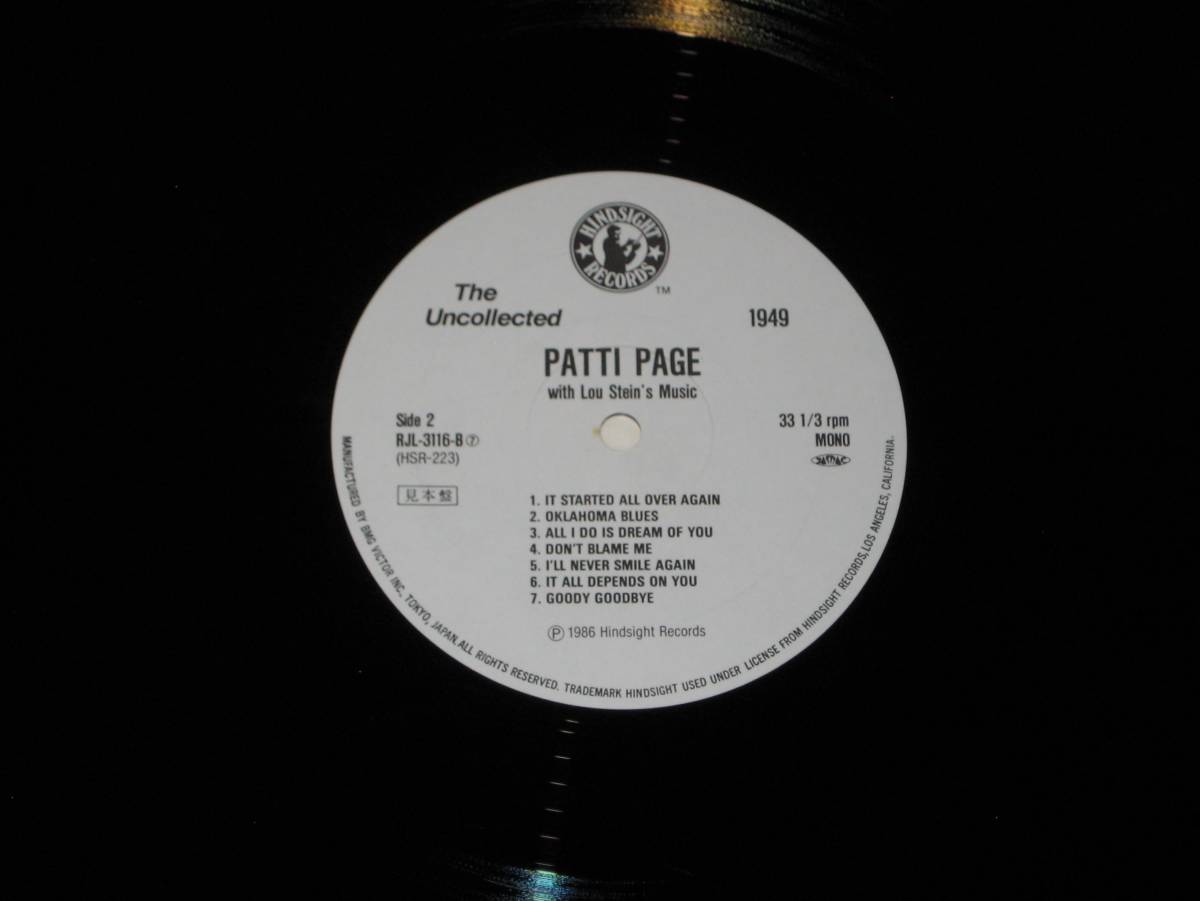 HINDSIGHT
RECORDS
TM
The
Uncollected
1949
PATTI PAGE
with Lou Stein's Music
Side 2
RJL-3116-B⑦
(HSR-223)
33 1/3 rpm
MONO
見本盤
1. IT STARTED ALL OVER AGAIN
2. OKLAHOMA BLUES
3. ALL I DO IS DREAM OF YOU
4. DON'T BLAME ME
5. I'LL NEVER SMILE AGAIN
6. IT ALL DEPENDS ON YOU
7. GOODY GOODBYE
Ⓟ 1986 Hindsight Records
MANUFACTURED BY BMG VICTOR INC., TOKYO, JAPAN. ALL RIGHTS RESERVED. TRADEMARK HINDSIGHT USED UNDER LICENSE FROM HINDSIGHT RECORDS, LOS ANGELES, CALIFORNIA.